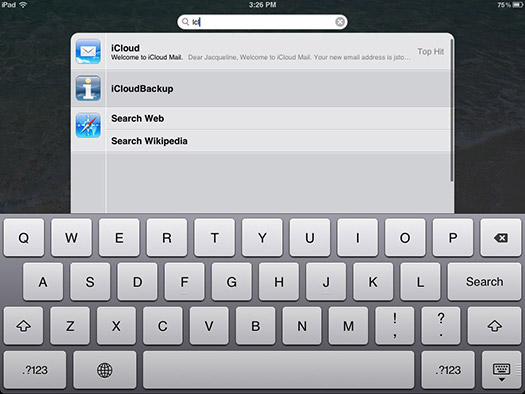 iPad 3:26 PM 75%
icl
iCloud
Welcome to iCloud Mail. Dear Jacqueline, Welcome to iCloud Mail. Your new email address is jsto... Top Hit
iCloudBackup
Search Web
Search Wikipedia
Q W E R T Y U I O P
A S D F G H J K L Search
Z X C V B N M ! , ? .
.?123 .?123